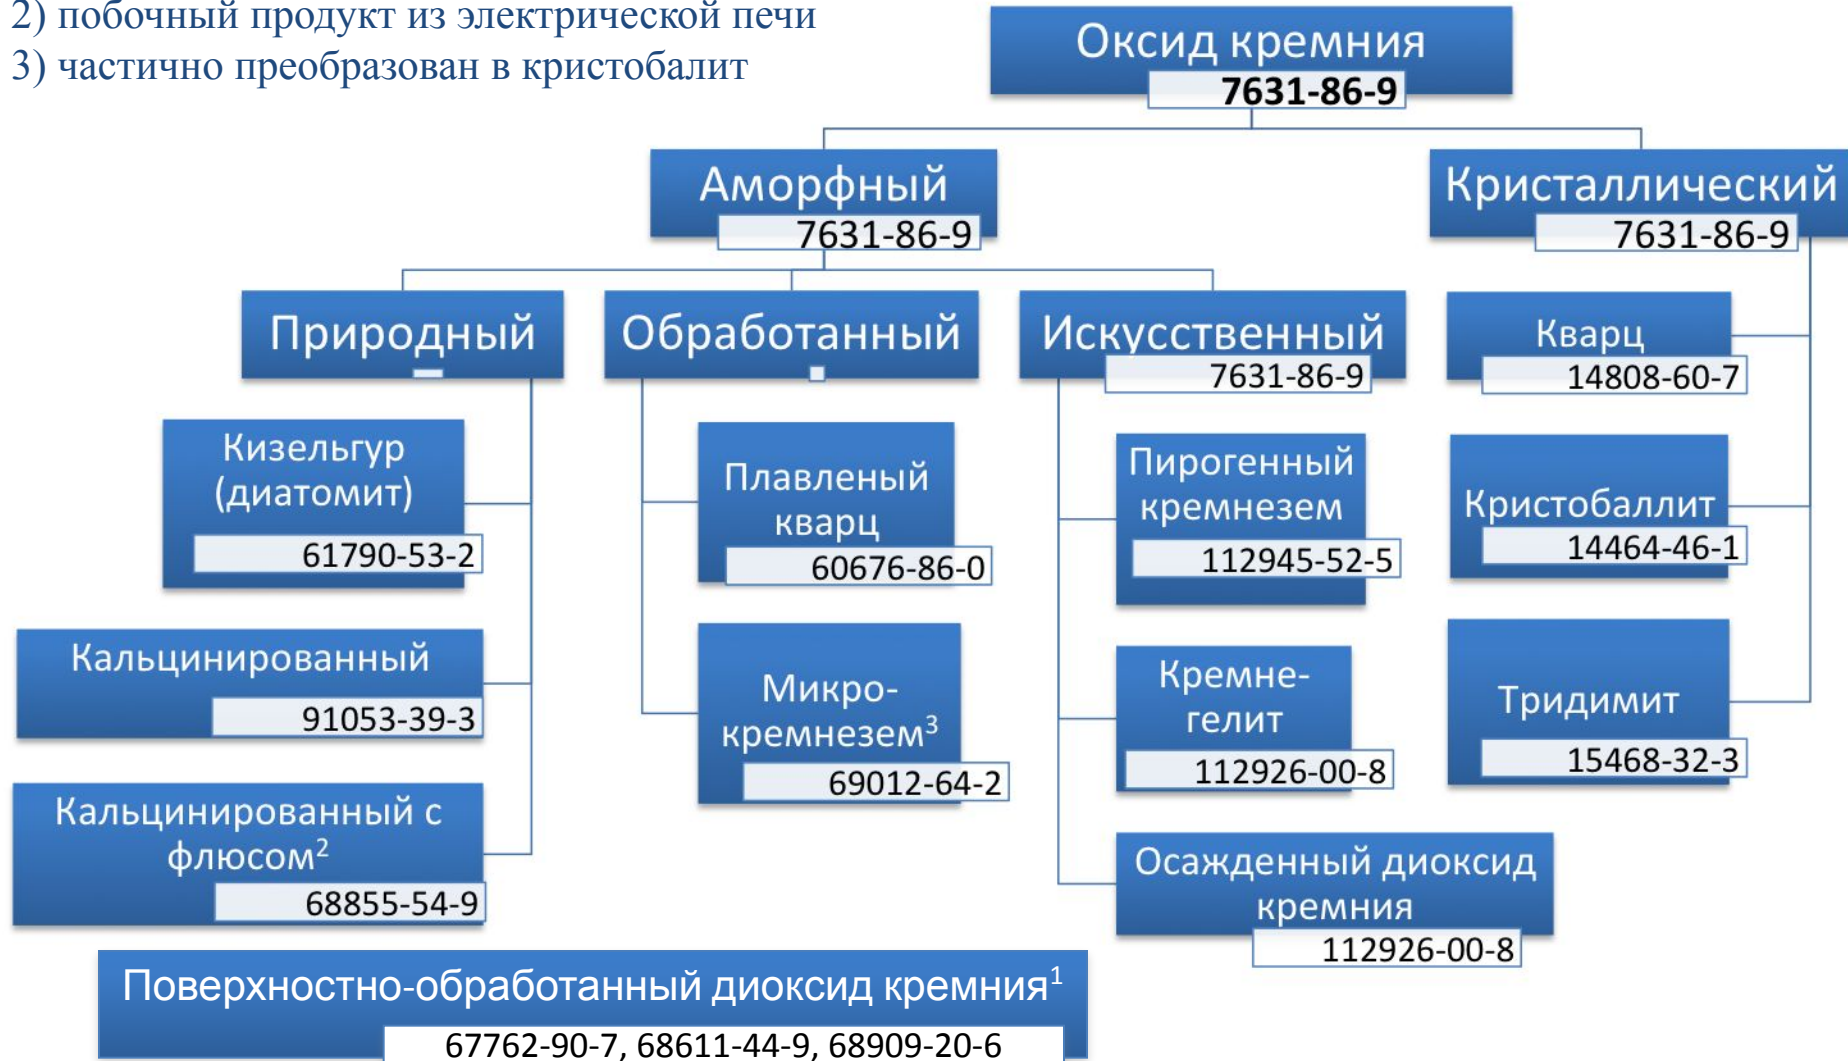 2) побочный продукт из электрической печи
3) частично преобразован в кристобалит
Оксид кремния
7631-86-9
Аморфный
7631-86-9
Кристаллический
7631-86-9
Природный
Обработанный
Искусственный
7631-86-9
Кизельгур
(диатомит)
61790-53-2
Кальцинированный
91053-39-3
Кальцинированный с
флюсом²
68855-54-9
Плавленый
кварц
60676-86-0
Микро-
кремнезем³
69012-64-2
Пирогенный
кремнезем
112945-52-5
Кремне-
гелит
112926-00-8
Осажденный диоксид
кремния
112926-00-8
Кварц
14808-60-7
Кристобаллит
14464-46-1
Тридимит
15468-32-3
Поверхностно-обработанный диоксид кремния¹
67762-90-7, 68611-44-9, 68909-20-6